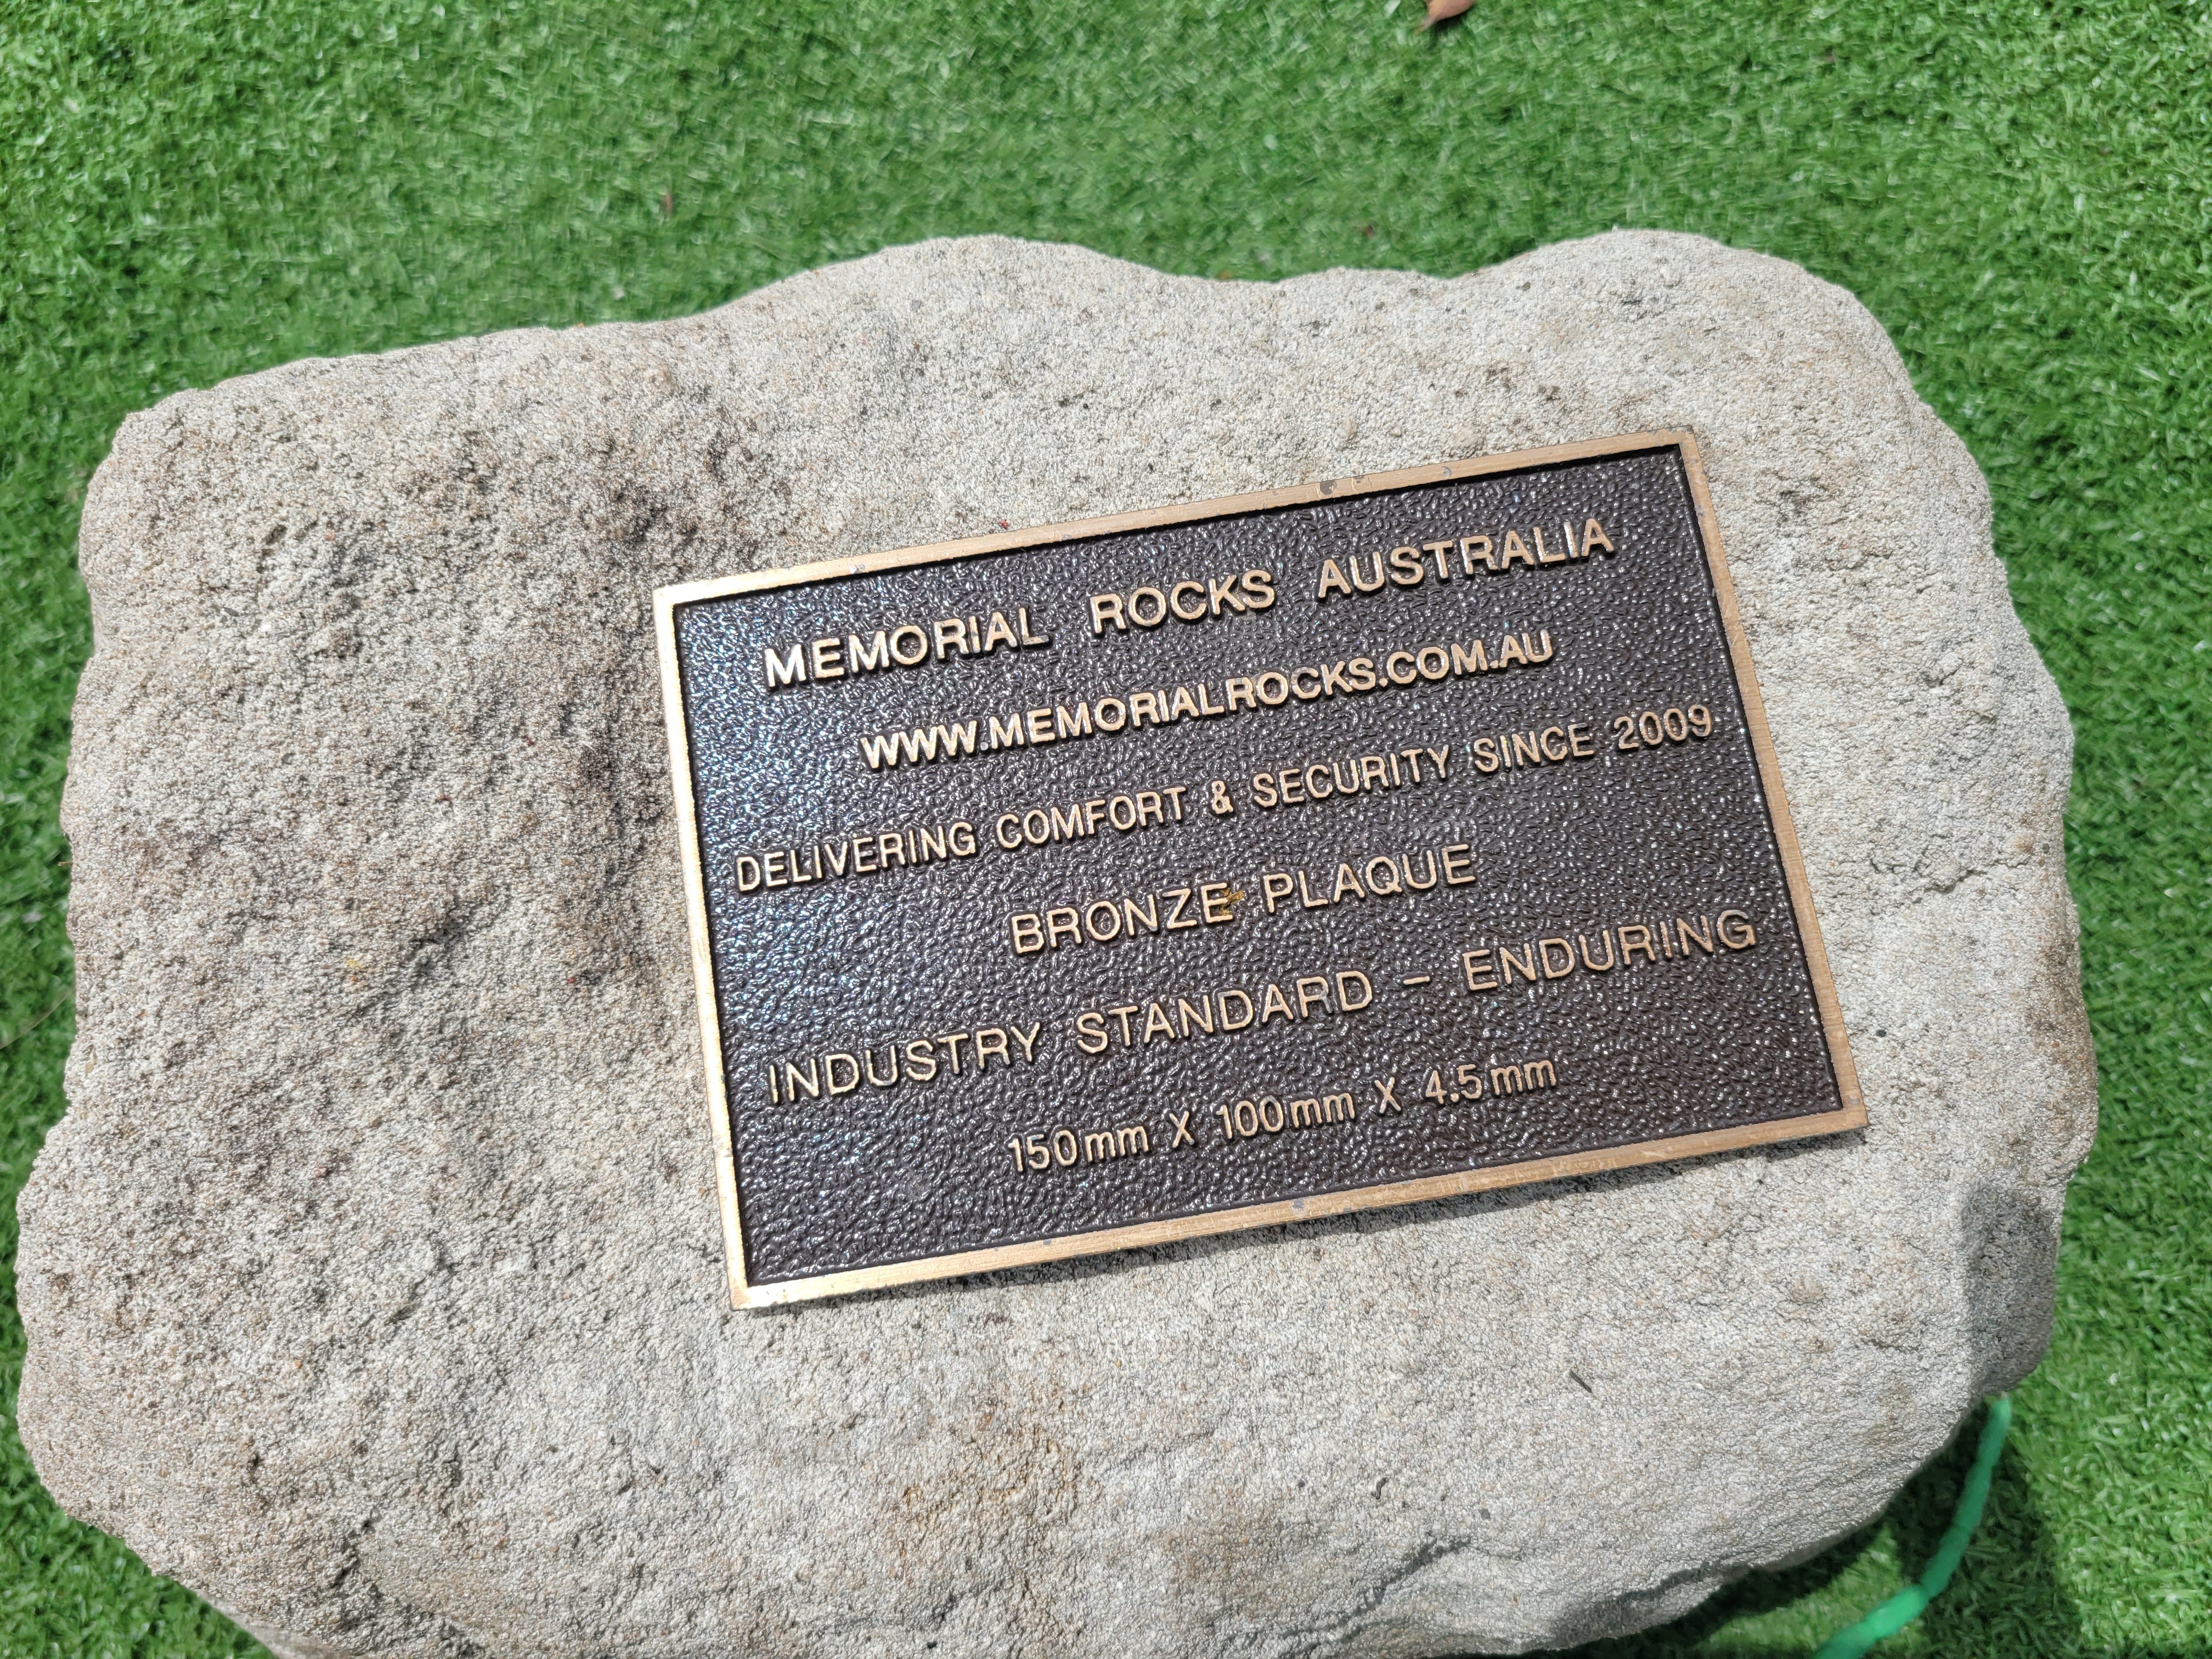 MEMORIAL ROCKS AUSTRALIA
WWW.MEMORIALROCKS.COM.AU
DELIVERING COMFORT & SECURITY SINCE 2009
BRONZE PLAQUE
INDUSTRY STANDARD - ENDURING
150mm X 100mm X 4.5mm